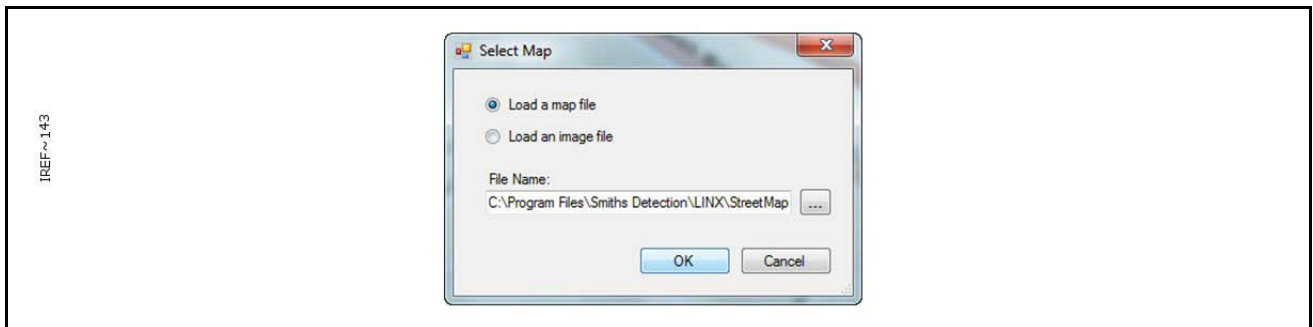 IREF~143
Select Map
Load a map file
Load an image file
File Name:
C:\Program Files\Smiths Detection\LINX\StreetMap
...
OK
Cancel